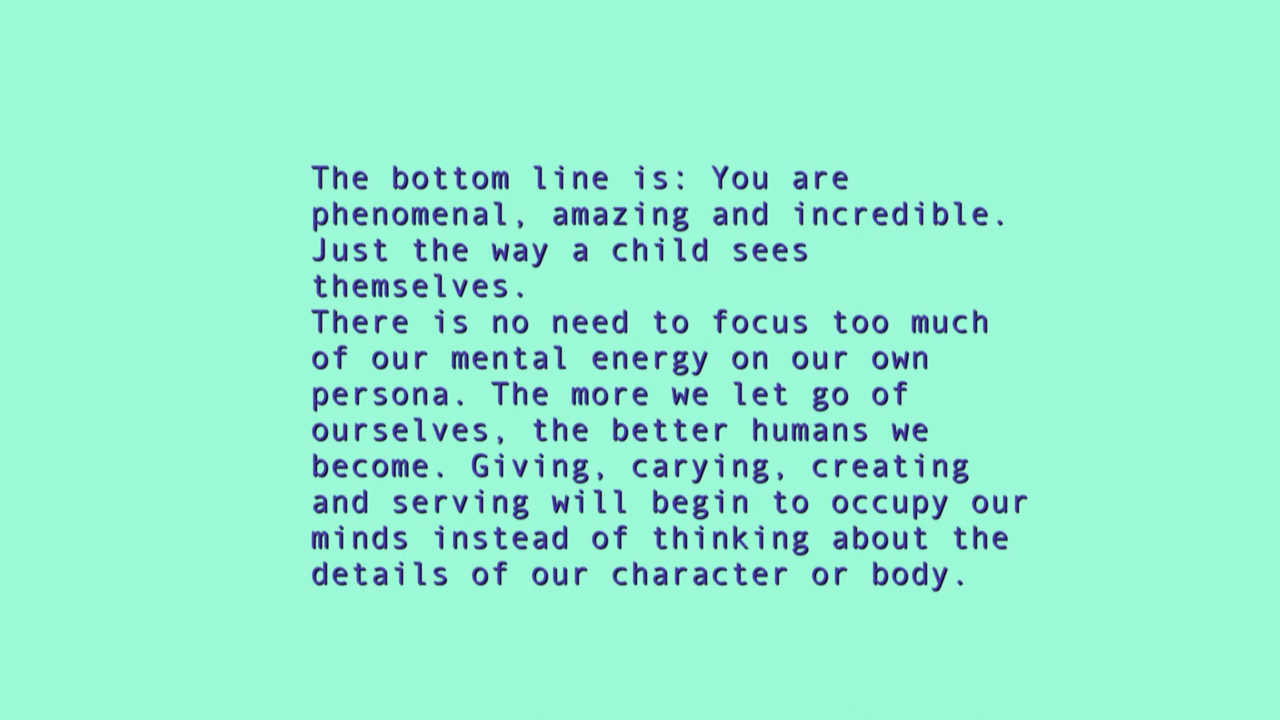 The bottom line is: You are
phenomenal, amazing and incredible.
Just the way a child sees
themselves.
There is no need to focus too much
of our mental energy on our own
persona. The more we let go of
ourselves, the better humans we
become. Giving, carying, creating
and serving will begin to occupy our
minds instead of thinking about the
details of our character or body.